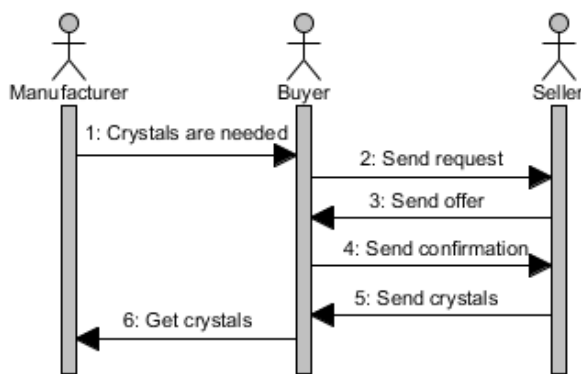 Manufacturer
Buyer
Seller
1: Crystals are needed
2: Send request
3: Send offer
4: Send confirmation
5: Send crystals
6: Get crystals